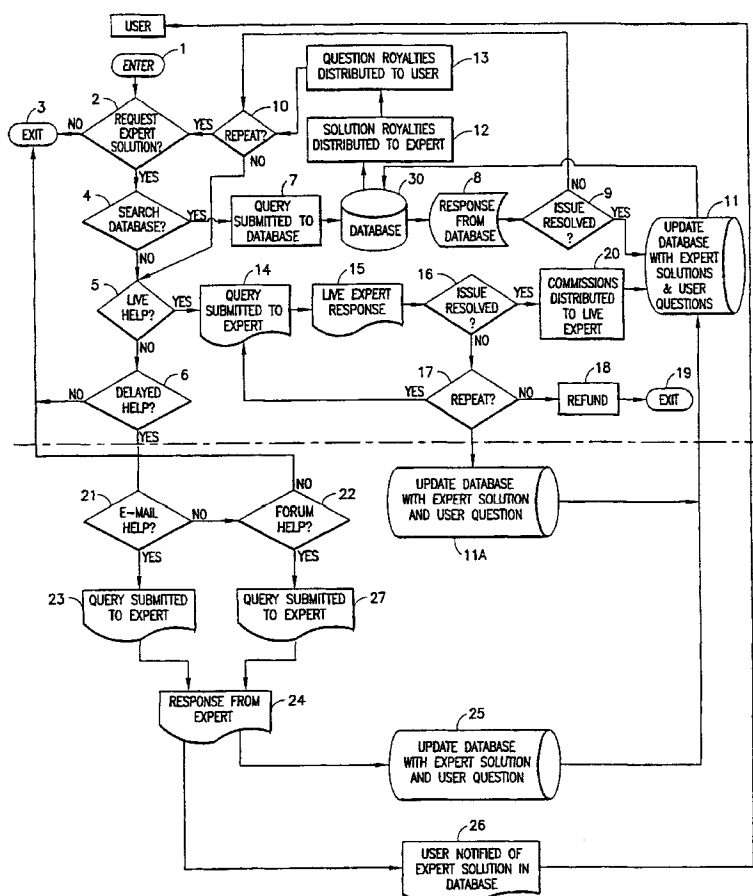 USER
1
ENTER
2
REQUEST
EXPERT
SOLUTION?
NO
YES
3
EXIT
YES
10
REPEAT?
NO
QUESTION ROYALTIES
DISTRIBUTED TO USER
13
SOLUTION ROYALTIES
DISTRIBUTED TO EXPERT
12
4
SEARCH
DATABASE?
YES
NO
7
QUERY
SUBMITTED TO
DATABASE
30
DATABASE
8
RESPONSE
FROM
DATABASE
NO
9
ISSUE
RESOLVED
?
YES
11
UPDATE
DATABASE
WITH EXPERT
SOLUTIONS
& USER
QUESTIONS
5
LIVE
HELP?
YES
NO
14
QUERY
SUBMITTED TO
EXPERT
15
LIVE EXPERT
RESPONSE
16
ISSUE
RESOLVED
?
YES
NO
20
COMMISSIONS
DISTRIBUTED
TO LIVE
EXPERT
6
DELAYED
HELP?
NO
YES
17
REPEAT?
YES
NO
18
REFUND
19
EXIT
UPDATE DATABASE
WITH EXPERT SOLUTION
AND USER QUESTION
11A
21
E-MAIL
HELP?
NO
YES
NO
22
FORUM
HELP?
YES
23
QUERY SUBMITTED
TO EXPERT
QUERY SUBMITTED
TO EXPERT
27
RESPONSE FROM
EXPERT
24
25
UPDATE DATABASE
WITH EXPERT SOLUTION
AND USER QUESTION
26
USER NOTIFIED OF
EXPERT SOLUTION IN
DATABASE